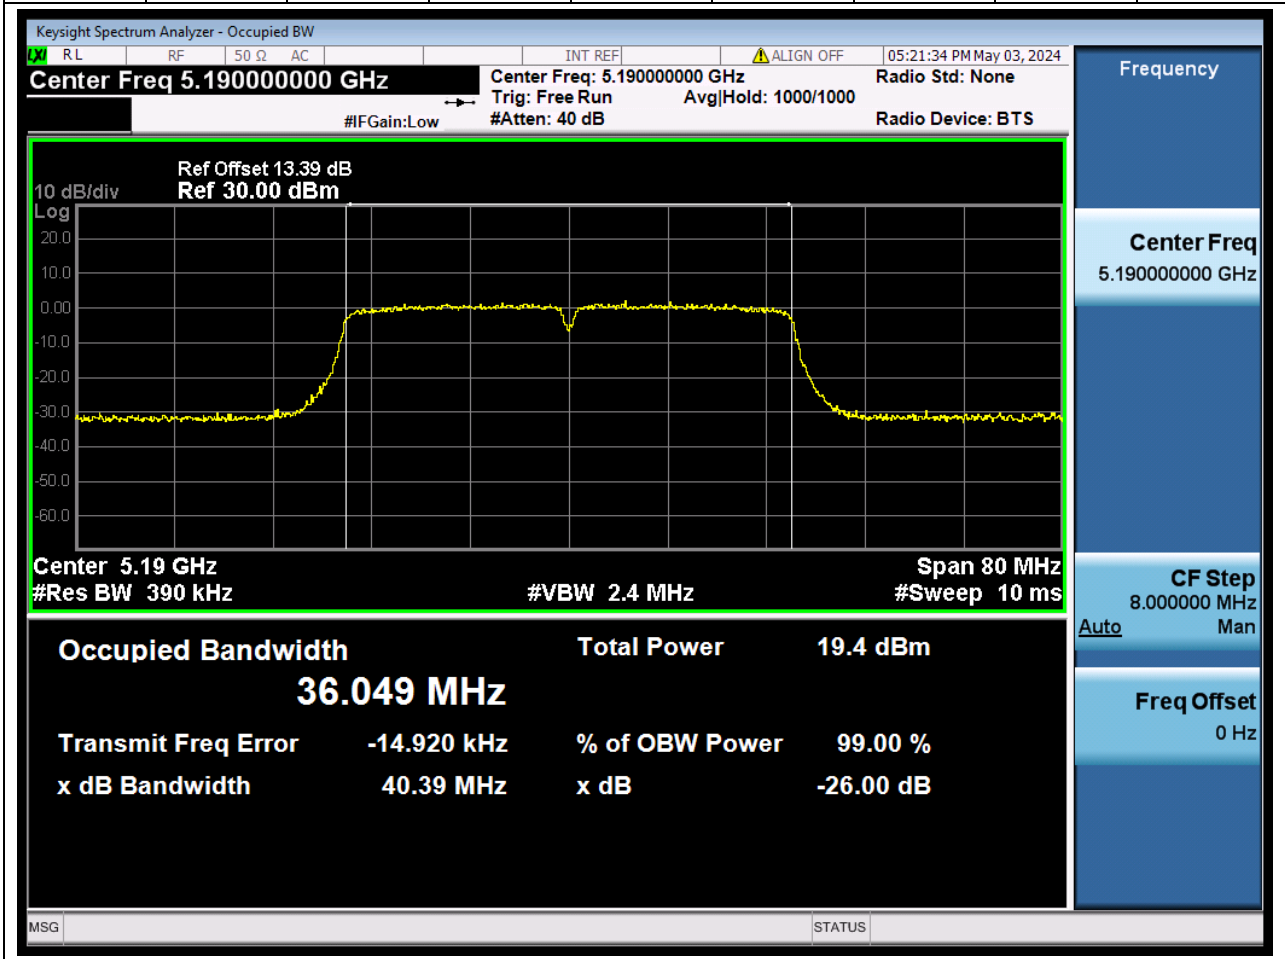 Keysight Spectrum Analyzer - Occupied BW
LXI RL RF 50 Ω AC INT REF ALIGN OFF 05:21:34 PM May 03, 2024
Center Freq 5.190000000 GHz
Center Freq: 5.190000000 GHz
Radio Std: None
Trig: Free Run Avg|Hold: 1000/1000
#IFGain:Low
#Atten: 40 dB
Radio Device: BTS
Ref Offset 13.39 dB
10 dB/div Ref 30.00 dBm
Log
20.0
10.0
0.00
-10.0
-20.0
-30.0
-40.0
-50.0
-60.0
Center 5.19 GHz Span 80 MHz
#Res BW 390 kHz #VBW 2.4 MHz #Sweep 10 ms
Occupied Bandwidth Total Power 19.4 dBm
36.049 MHz
Transmit Freq Error -14.920 kHz % of OBW Power 99.00 %
x dB Bandwidth 40.39 MHz x dB -26.00 dB
Frequency
Center Freq
5.190000000 GHz
CF Step
8.000000 MHz
Auto Man
Freq Offset
0 Hz
MSG STATUS